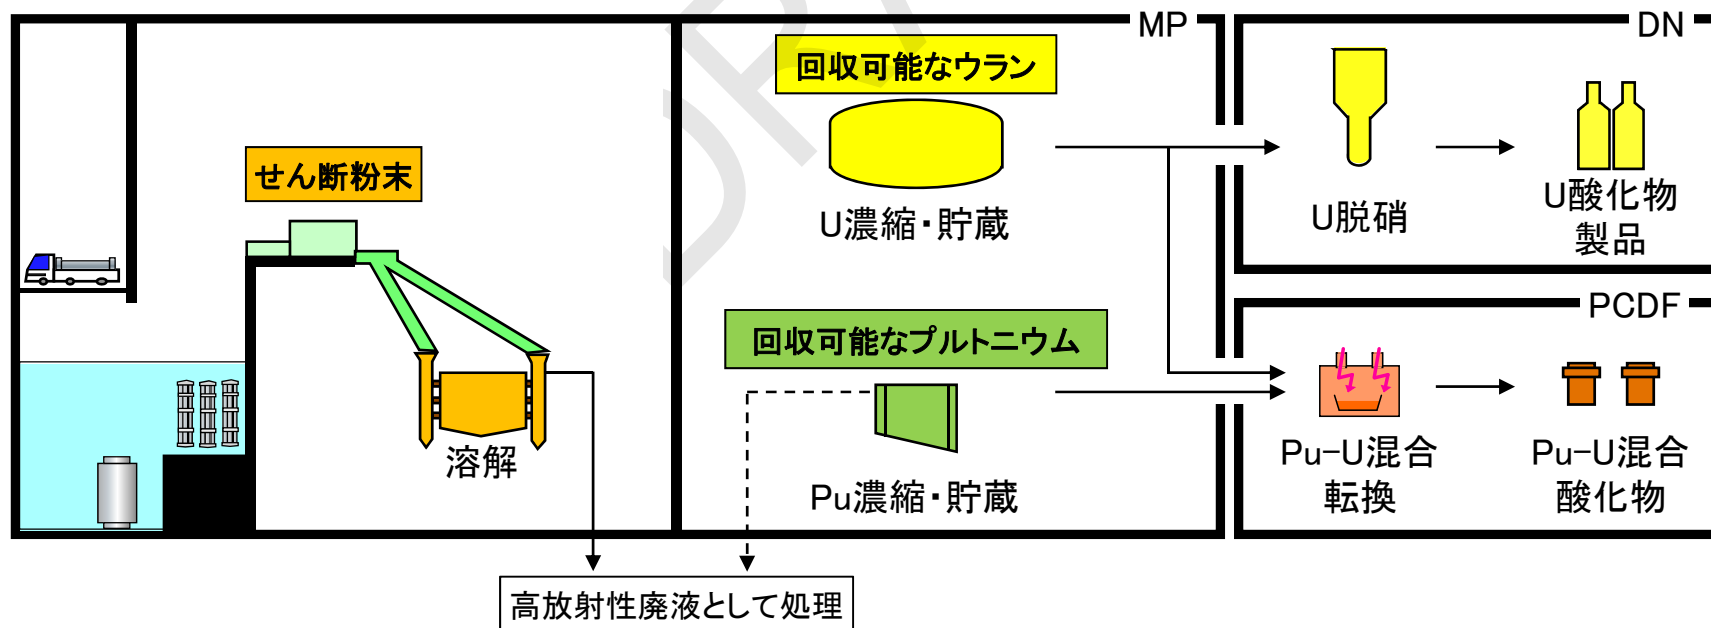 MP
DN
回収可能なウラン
せん断粉末
U濃縮・貯蔵
U脱硝
U酸化物
製品
PCDF
回収可能なプルトニウム
溶解
Pu濃縮・貯蔵
Pu-U混合
転換
Pu-U混合
酸化物
高放射性廃液として処理